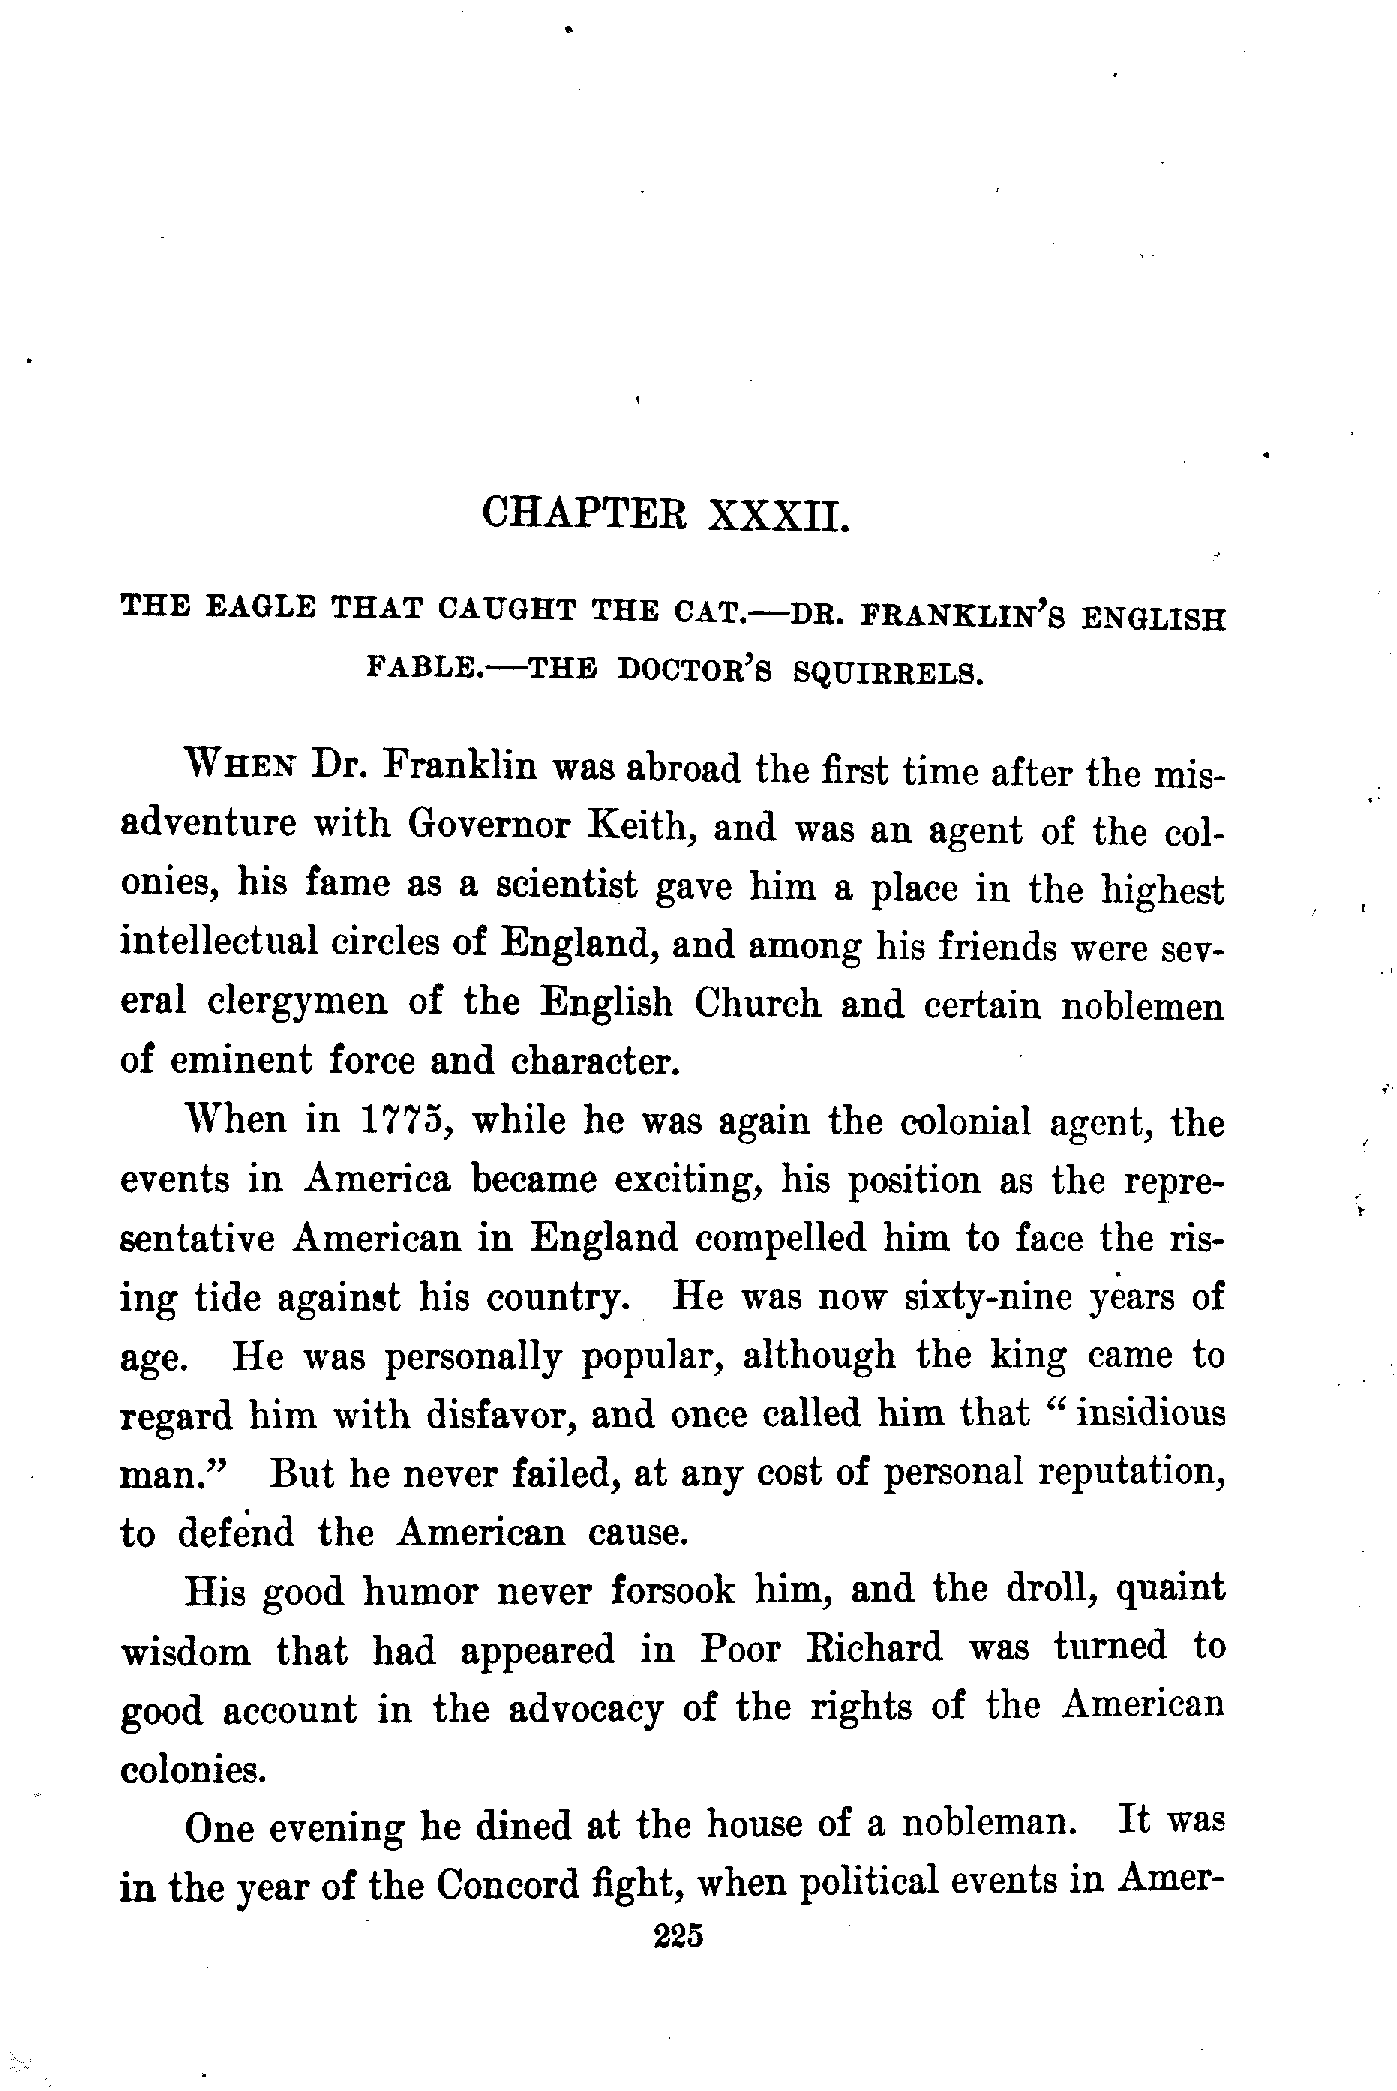 CHAPTER XXXII.
THE EAGLE THAT CAUGHT THE CAT.—DR. FRANKLIN'S ENGLISH
FABLE.—THE DOCTOR'S SQUIRRELS.
WHEN Dr. Franklin was abroad the first time after the mis-
adventure with Governor Keith, and was an agent of the col-
onies, his fame as a scientist gave him a place in the highest
intellectual circles of England, and among his friends were sev-
eral clergymen of the English Church and certain noblemen
of eminent force and character.
When in 1775, while he was again the colonial agent, the
events in America became exciting, his position as the repre-
sentative American in England compelled him to face the ris-
ing tide against his country. He was now sixty-nine years of
age. He was personally popular, although the king came to
regard him with disfavor, and once called him that “insidious
man.” But he never failed, at any cost of personal reputation,
to defend the American cause.
His good humor never forsook him, and the droll, quaint
wisdom that had appeared in Poor Richard was turned to
good account in the advocacy of the rights of the American
colonies.
One evening he dined at the house of a nobleman. It was
in the year of the Concord fight, when political events in Amer-
225